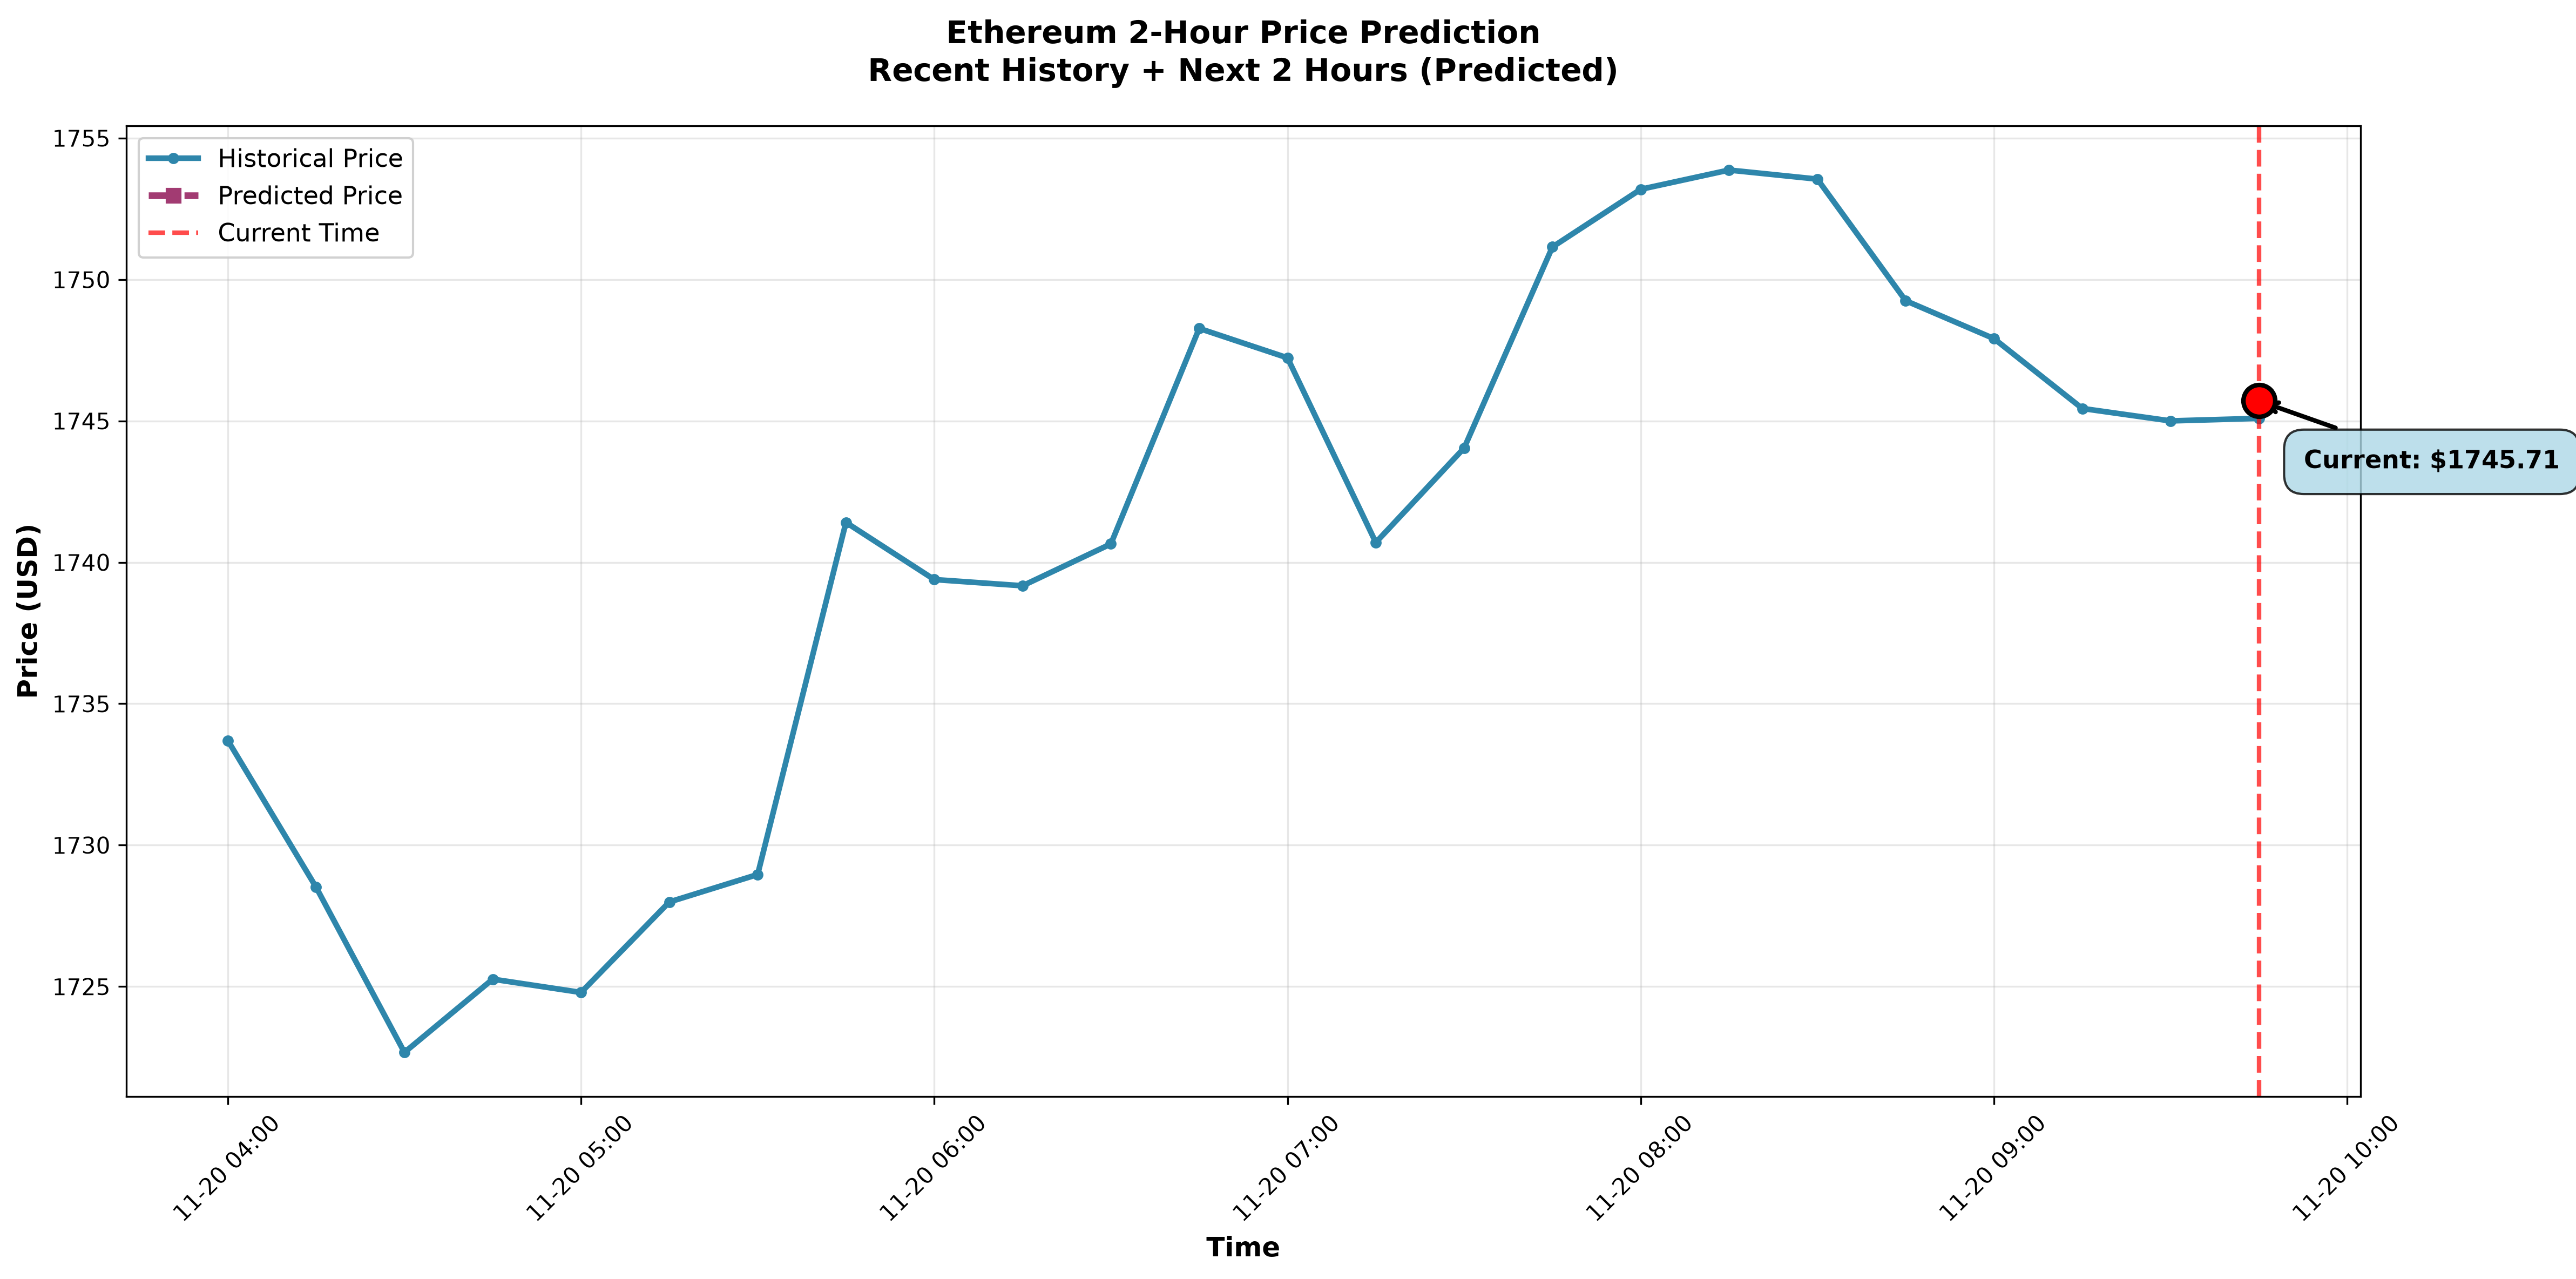 Ethereum 2-Hour Price Prediction
Recent History + Next 2 Hours (Predicted)
Historical Price
Predicted Price
Current Time
1755
1750
1745
1740
1735
1730
1725
Price (USD)
Current: $1745.71
11-20 04:00
11-20 05:00
11-20 06:00
11-20 07:00
11-20 08:00
11-20 09:00
11-20 10:00
Time